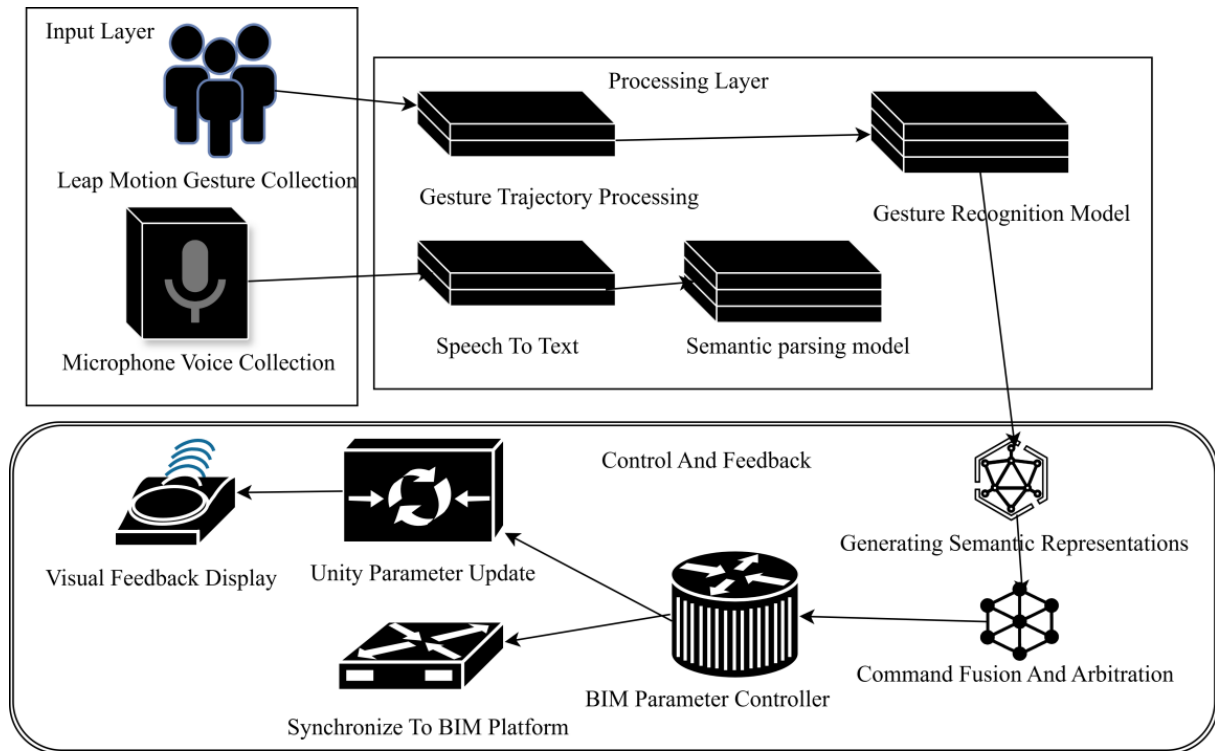 Input Layer
Leap Motion Gesture Collection
Microphone Voice Collection
Processing Layer
Gesture Trajectory Processing
Gesture Recognition Model
Speech To Text
Semantic parsing model
Control And Feedback
Generating Semantic Representations
Visual Feedback Display
Unity Parameter Update
Command Fusion And Arbitration
BIM Parameter Controller
Synchronize To BIM Platform